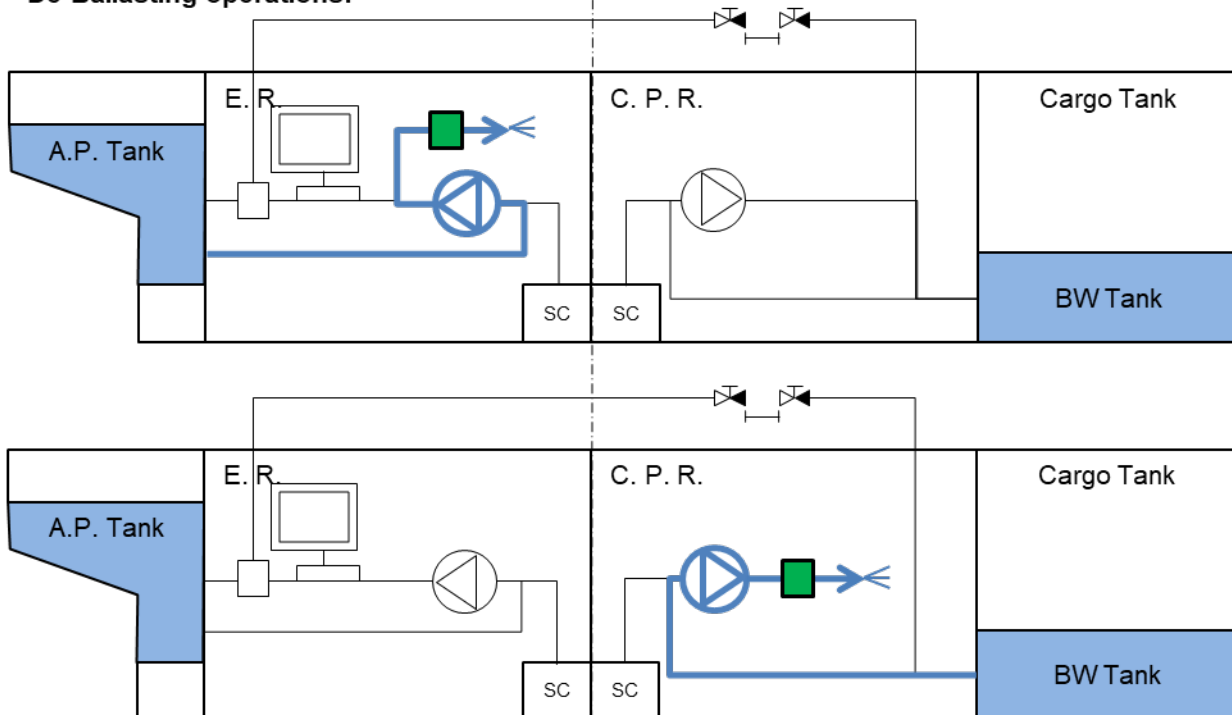 De-Ballasting operations:
E. R.
C. P. R.
Cargo Tank
A.P. Tank
SC
SC
BW Tank
E. R.
C. P. R.
Cargo Tank
A.P. Tank
SC
SC
BW Tank